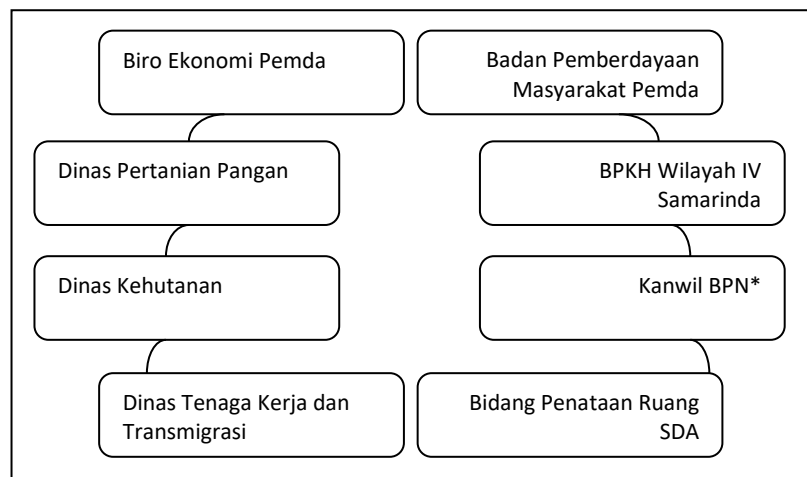 Biro Ekonomi Pemda
Badan Pemberdayaan
Masyarakat Pemda
Dinas Pertanian Pangan
BPKH Wilayah IV
Samarinda
Dinas Kehutanan
Kanwil BPN*
Dinas Tenaga Kerja dan
Transmigrasi
Bidang Penataan Ruang
SDA